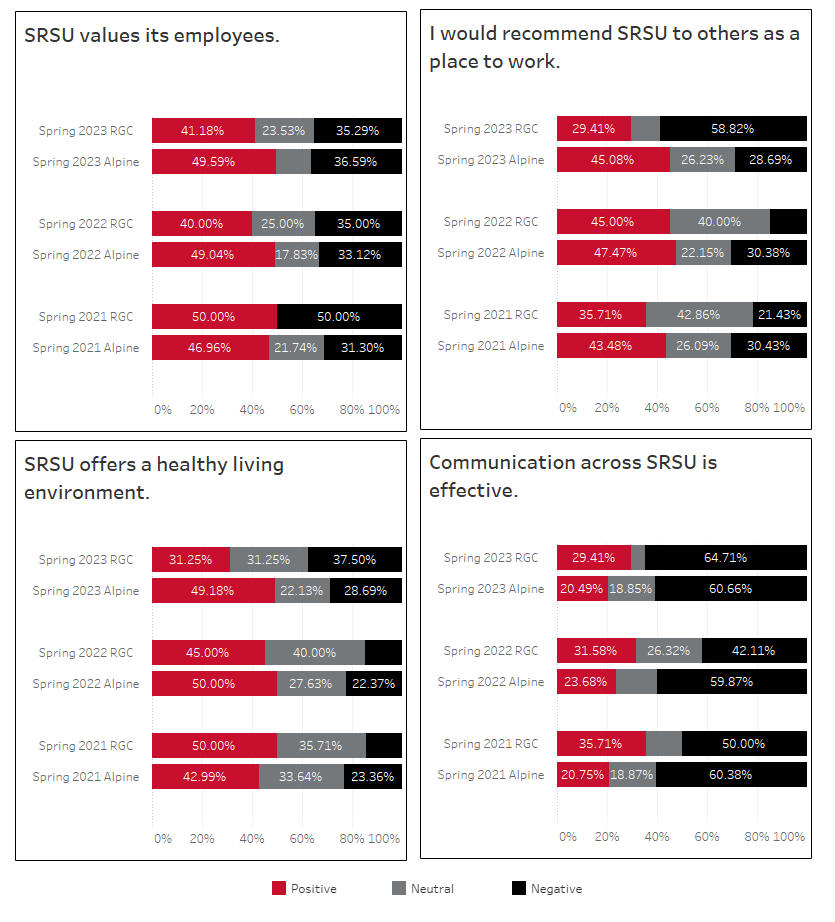 SRSU values its employees.
Spring 2023 RGC 41.18% 23.53% 35.29%
Spring 2023 Alpine 49.59% 36.59%
Spring 2022 RGC 40.00% 25.00% 35.00%
Spring 2022 Alpine 49.04% 17.83% 33.12%
Spring 2021 RGC 50.00% 50.00%
Spring 2021 Alpine 46.96% 21.74% 31.30%
0% 20% 40% 60% 80% 100%
I would recommend SRSU to others as a
place to work.
Spring 2023 RGC 29.41% 58.82%
Spring 2023 Alpine 45.08% 26.23% 28.69%
Spring 2022 RGC 45.00% 40.00%
Spring 2022 Alpine 47.47% 22.15% 30.38%
Spring 2021 RGC 35.71% 42.86% 21.43%
Spring 2021 Alpine 43.48% 26.09% 30.43%
0% 20% 40% 60% 80% 100%
SRSU offers a healthy living
environment.
Spring 2023 RGC 31.25% 31.25% 37.50%
Spring 2023 Alpine 49.18% 22.13% 28.69%
Spring 2022 RGC 45.00% 40.00%
Spring 2022 Alpine 50.00% 27.63% 22.37%
Spring 2021 RGC 50.00% 35.71%
Spring 2021 Alpine 42.99% 33.64% 23.36%
0% 20% 40% 60% 80% 100%
Communication across SRSU is
effective.
Spring 2023 RGC 29.41% 64.71%
Spring 2023 Alpine 20.49% 18.85% 60.66%
Spring 2022 RGC 31.58% 26.32% 42.11%
Spring 2022 Alpine 23.68% 59.87%
Spring 2021 RGC 35.71% 50.00%
Spring 2021 Alpine 20.75% 18.87% 60.38%
0% 20% 40% 60% 80% 100%
Positive Neutral Negative